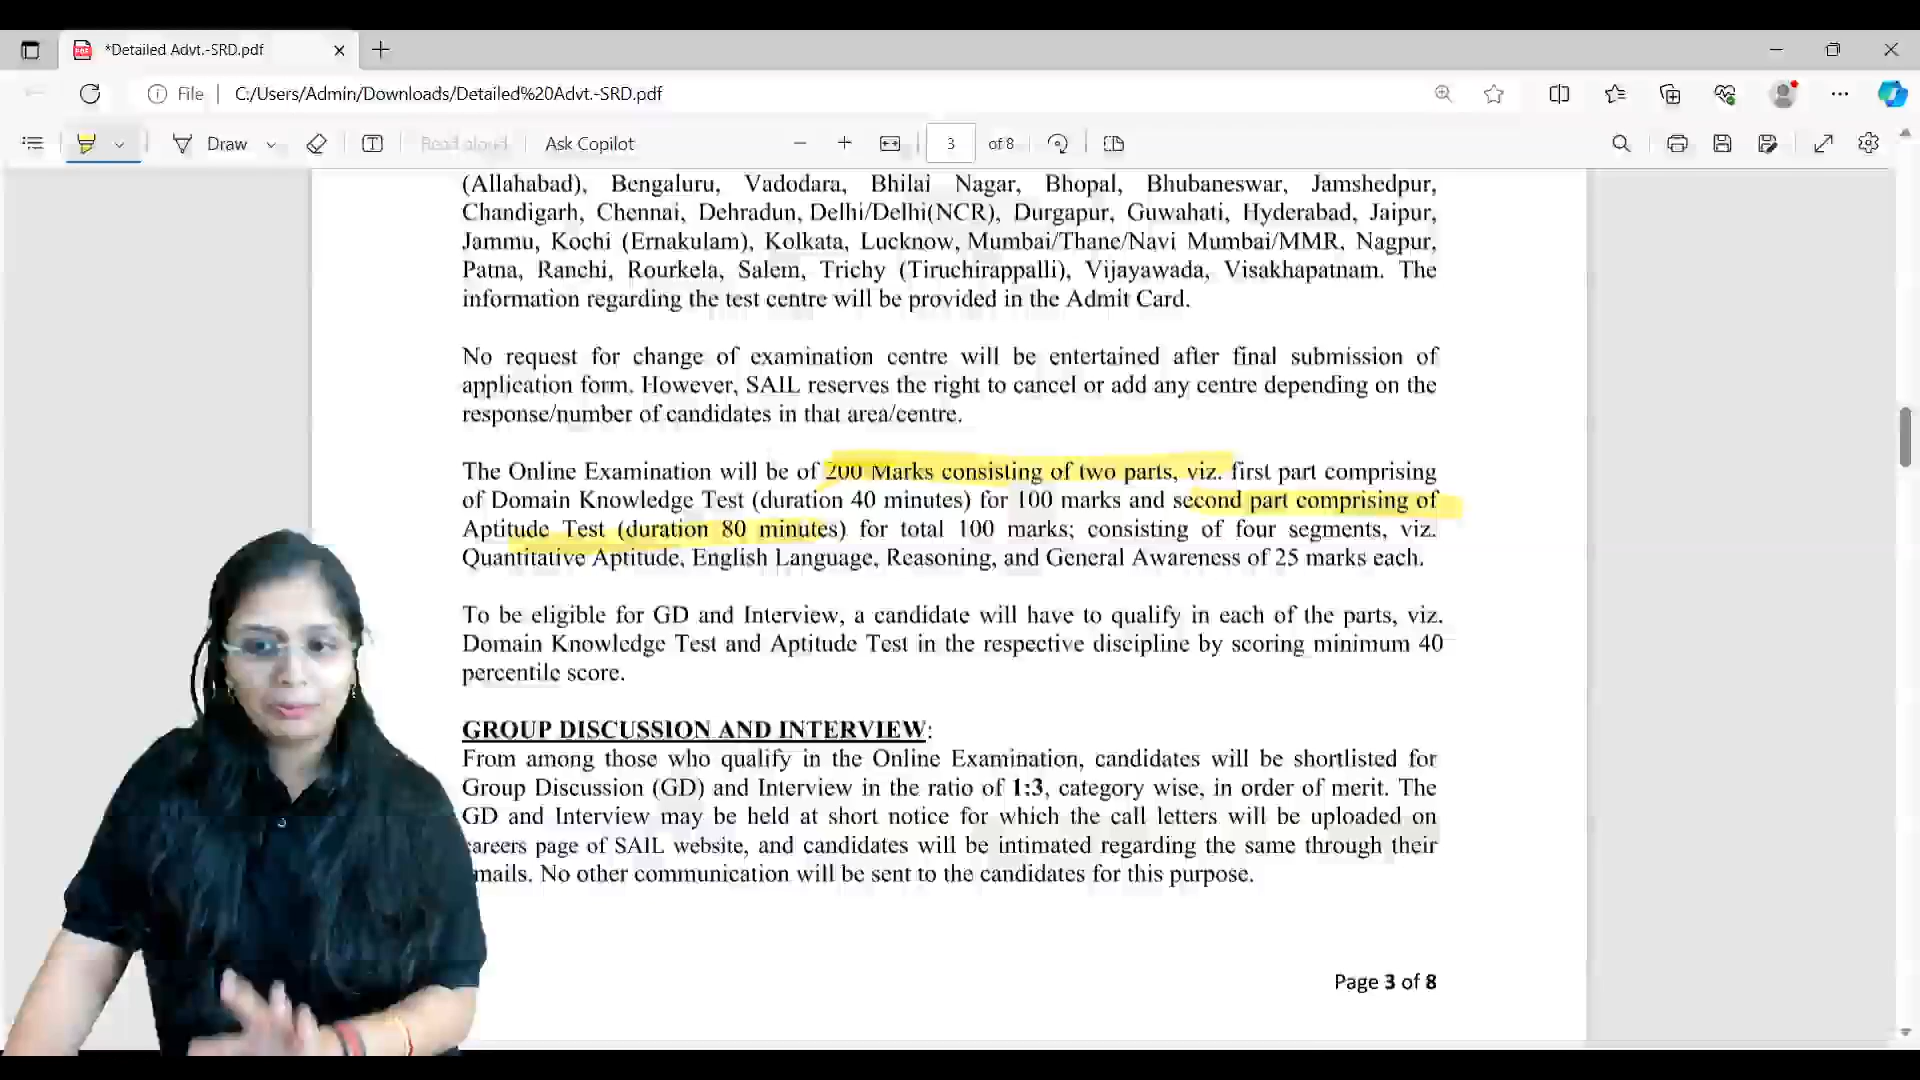 *Detailed Advt.-SRD.pdf
File C:/Users/Admin/Downloads/Detailed%20Advt.-SRD.pdf
Draw Read aloud Ask Copilot 3 of 8
(Allahabad), Bengaluru, Vadodara, Bhilai Nagar, Bhopal, Bhubaneswar, Jamshedpur,
Chandigarh, Chennai, Dehradun, Delhi/Delhi(NCR), Durgapur, Guwahati, Hyderabad, Jaipur,
Jammu, Kochi (Ernakulam), Kolkata, Lucknow, Mumbai/Thane/Navi Mumbai/MMR, Nagpur,
Patna, Ranchi, Rourkela, Salem, Trichy (Tiruchirappalli), Vijayawada, Visakhapatnam. The
information regarding the test centre will be provided in the Admit Card.
No request for change of examination centre will be entertained after final submission of
application form. However, SAIL reserves the right to cancel or add any centre depending on the
response/number of candidates in that area/centre.
The Online Examination will be of 200 Marks consisting of two parts, viz. first part comprising
of Domain Knowledge Test (duration 40 minutes) for 100 marks and second part comprising of
Aptitude Test (duration 80 minutes) for total 100 marks; consisting of four segments, viz.
Quantitative Aptitude, English Language, Reasoning, and General Awareness of 25 marks each.
To be eligible for GD and Interview, a candidate will have to qualify in each of the parts, viz.
Domain Knowledge Test and Aptitude Test in the respective discipline by scoring minimum 40
percentile score.
GROUP DISCUSSION AND INTERVIEW:
From among those who qualify in the Online Examination, candidates will be shortlisted for
Group Discussion (GD) and Interview in the ratio of 1:3, category wise, in order of merit. The
GD and Interview may be held at short notice for which the call letters will be uploaded on
careers page of SAIL website, and candidates will be intimated regarding the same through their
mails. No other communication will be sent to the candidates for this purpose.
Page 3 of 8